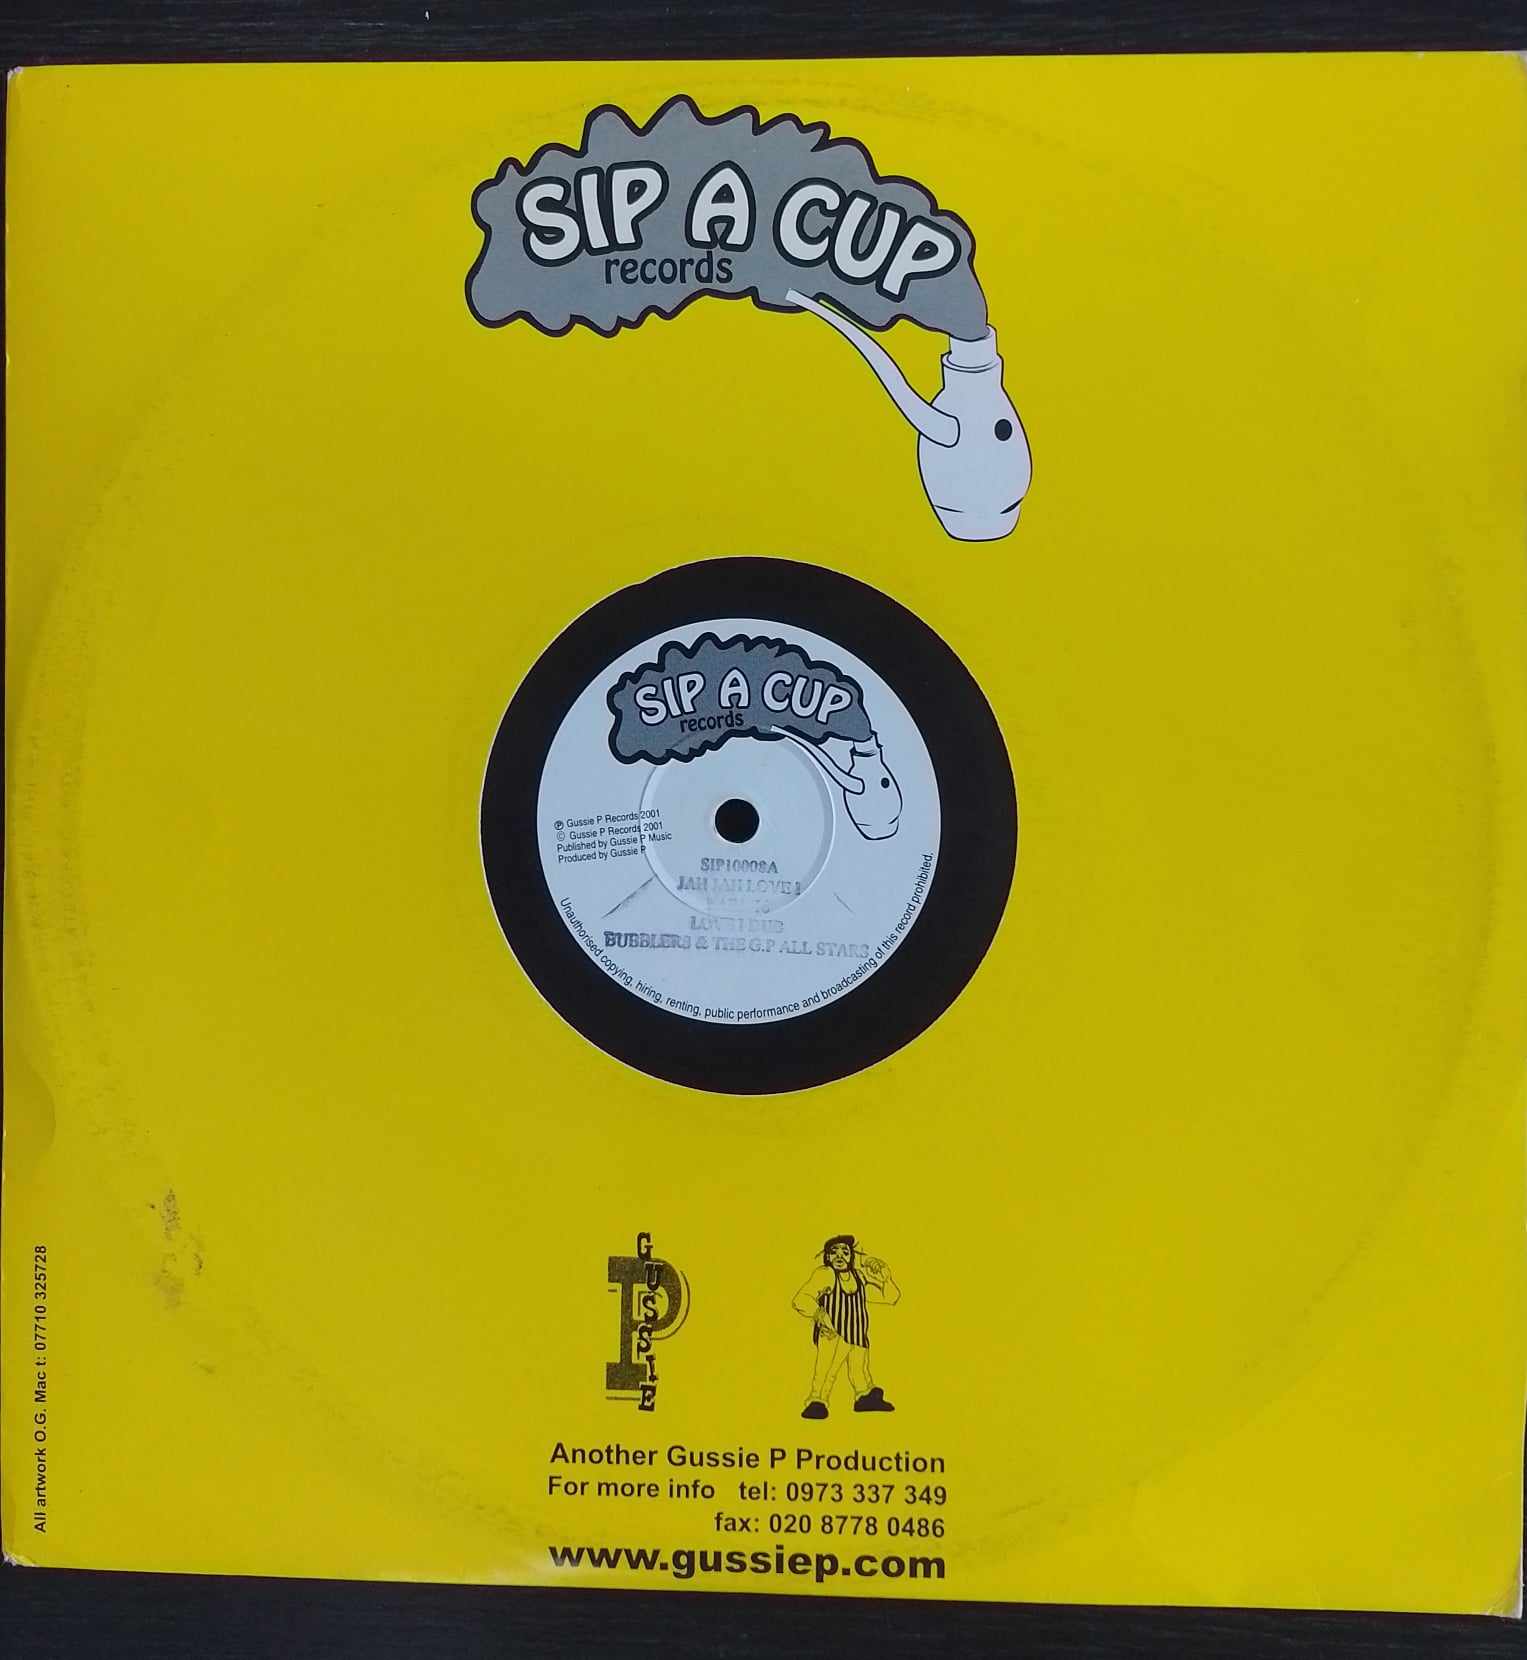 SIP A CUP
records
SIP A CUP
records
℗ Gussie P Records 2001
© Gussie P Records 2001
Published by Gussie P Music
Produced by Gussie P
SIP10008A
JAH JAH LOVE I
LOVE I DUB
BUBBLERS & THE G.P ALL STARS
Unauthorised copying, hiring, renting, public performance and broadcasting of this record prohibited.
GUSSIE
P
Another Gussie P Production
For more info tel: 0973 337 349
fax: 020 8778 0486
www.gussiep.com
All artwork O.G. Mac t: 07710 325728